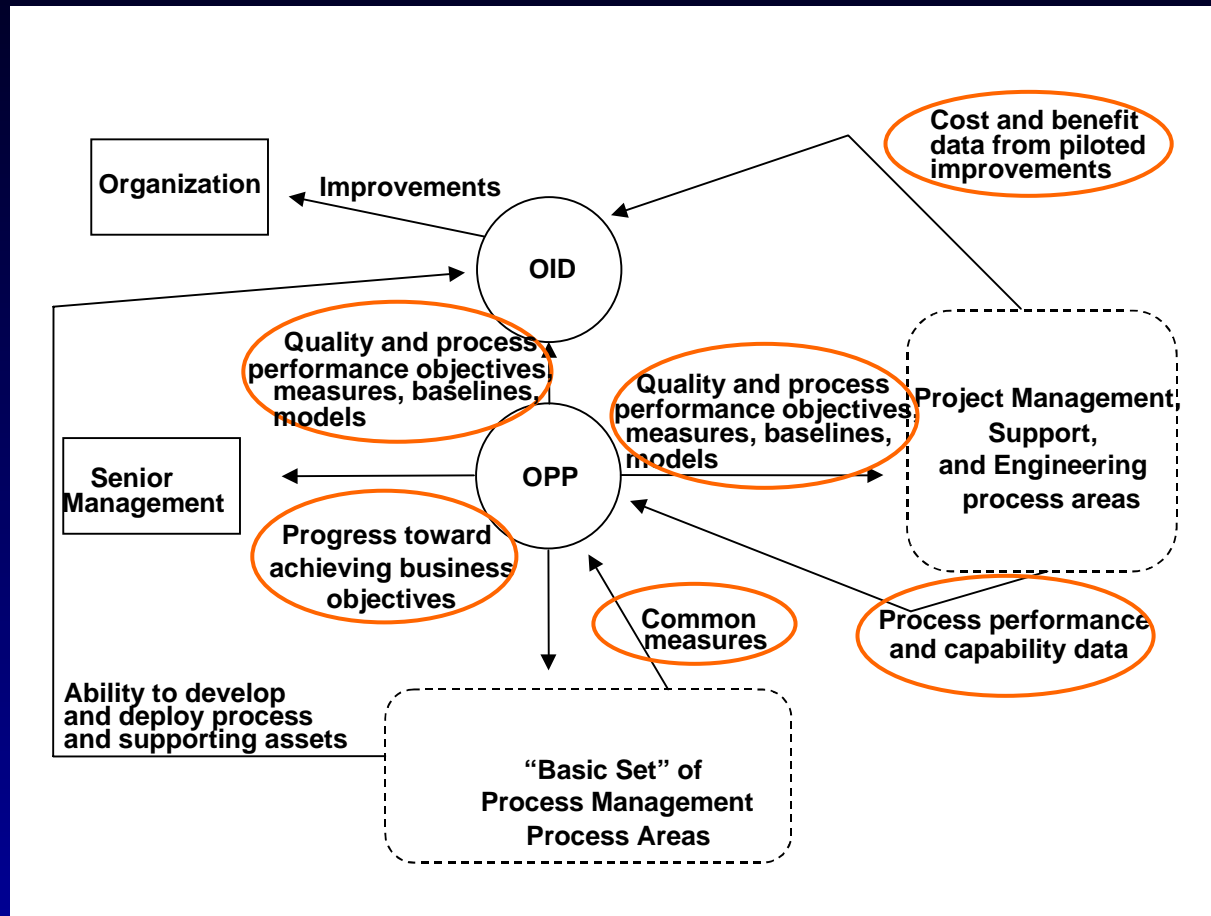 Cost and benefit
data from piloted
improvements
Organization
Improvements
OID
Quality and process
performance objectives,
measures, baselines,
models
Quality and process
performance objectives,
measures, baselines,
models
Project Management,
Support,
and Engineering
process areas
Senior
Management
OPP
Progress toward
achieving business
objectives
Common
measures
Process performance
and capability data
Ability to develop
and deploy process
and supporting assets
“Basic Set” of
Process Management
Process Areas